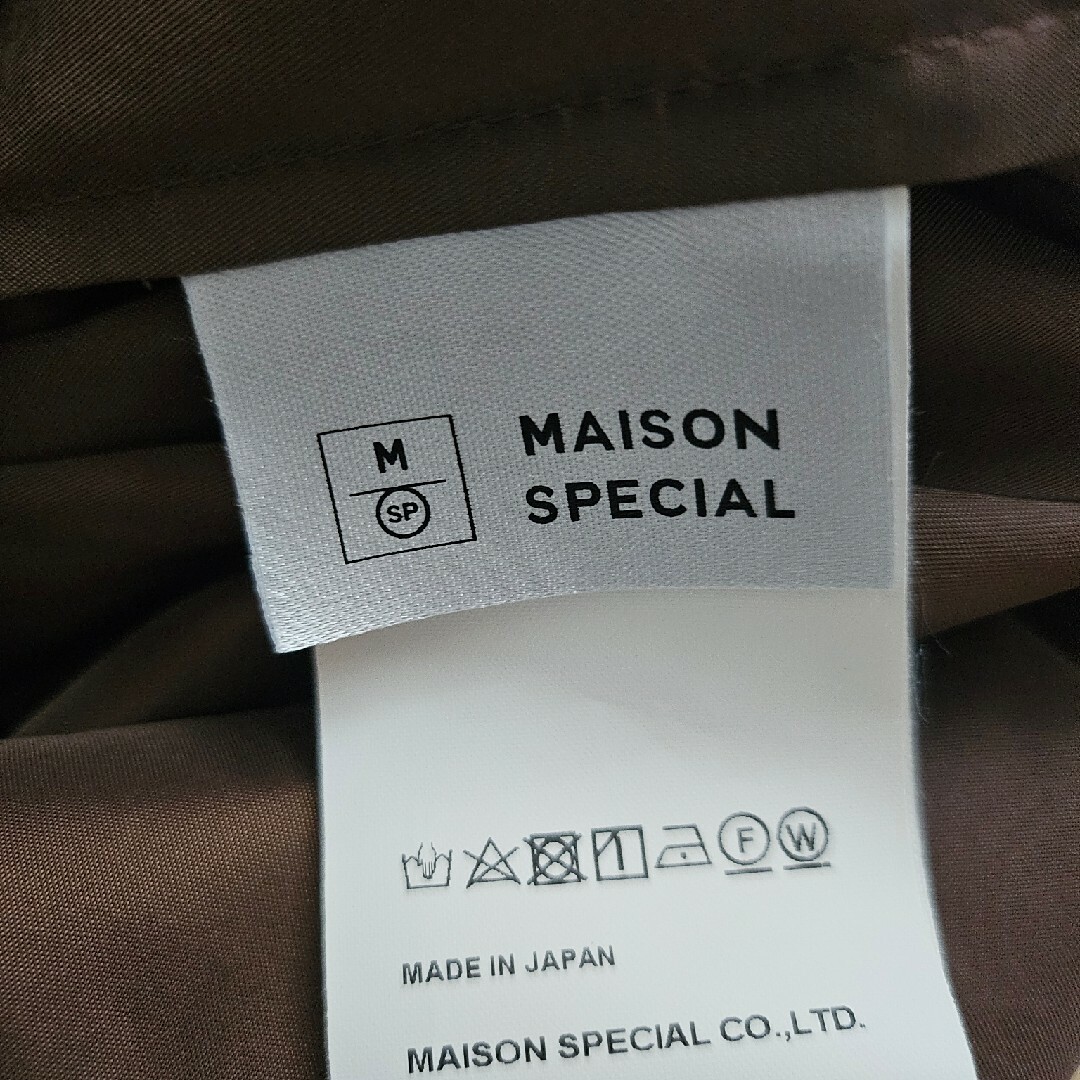 M
SP
MAISON
SPECIAL
F W
MADE IN JAPAN
MAISON SPECIAL CO.,LTD.